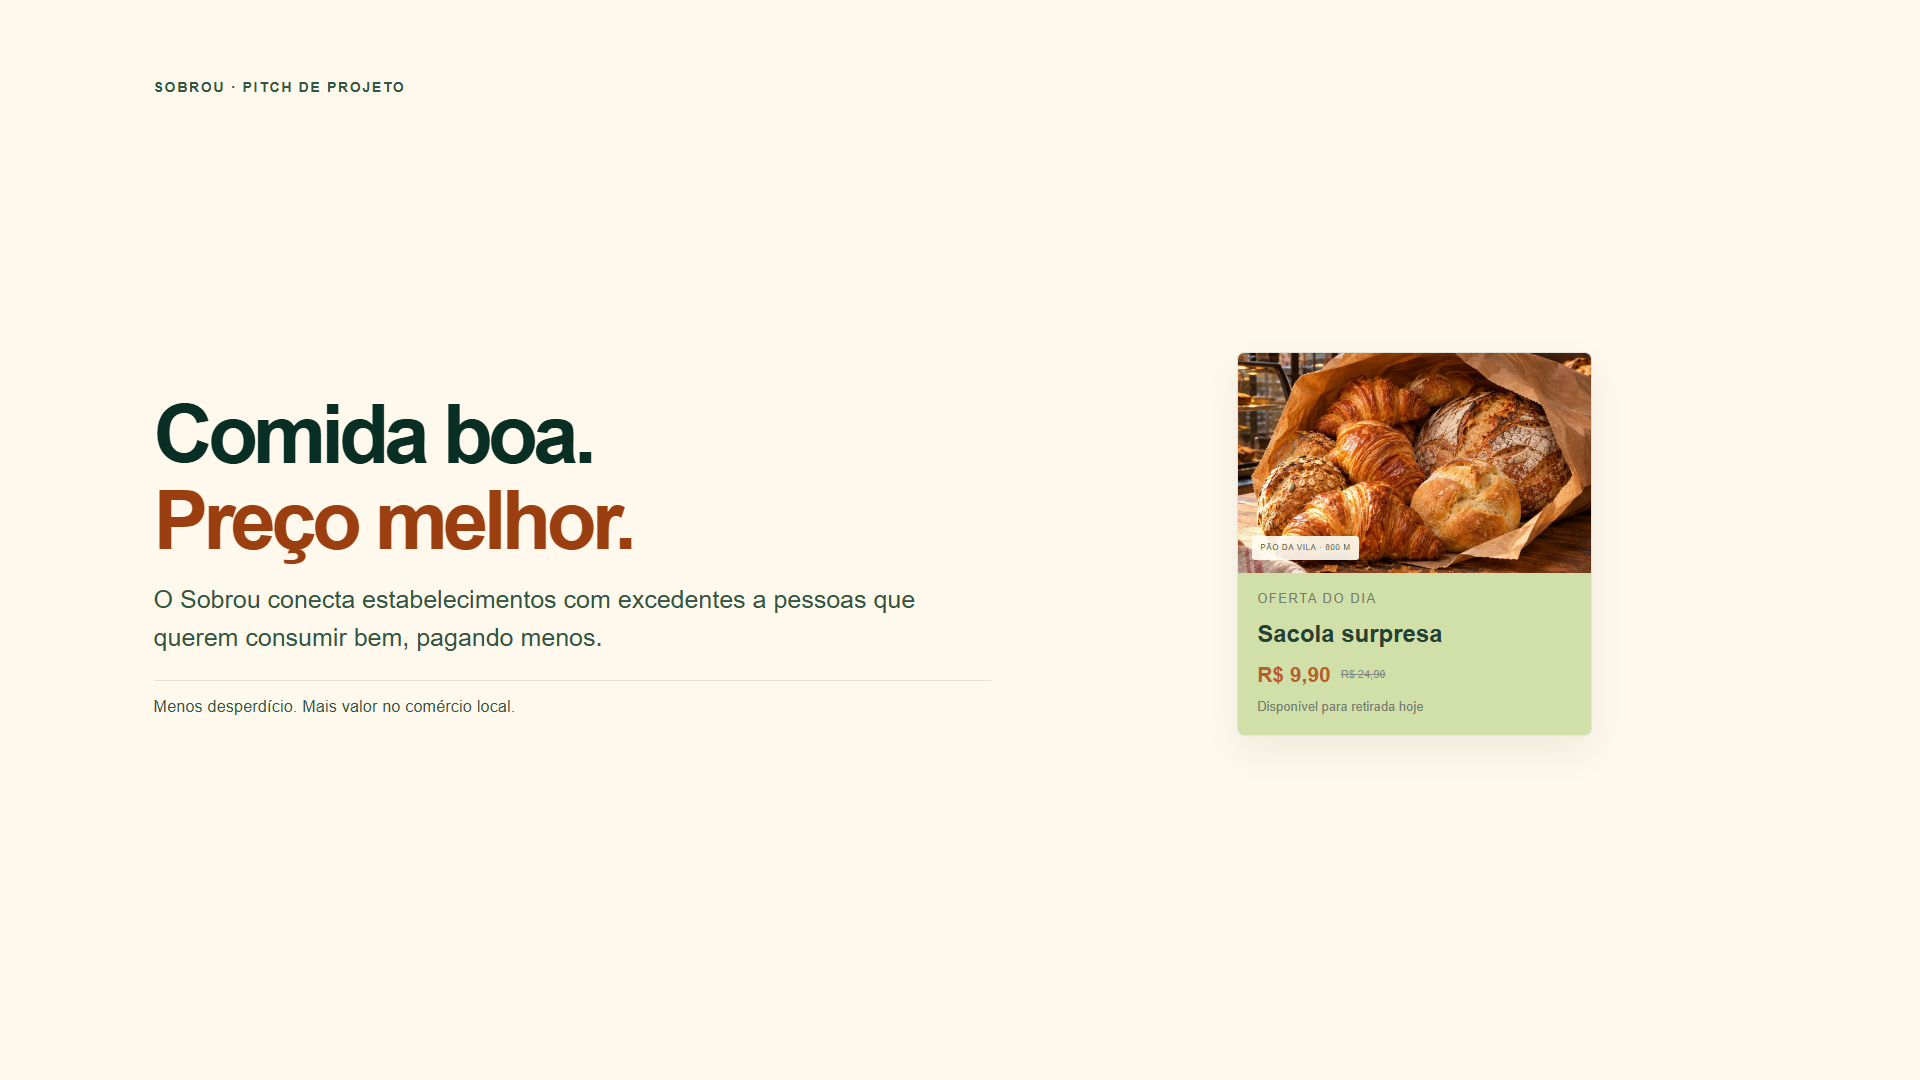 SOBROU · PITCH DE PROJETO
Comida boa.
Preço melhor.
O Sobrou conecta estabelecimentos com excedentes a pessoas que
querem consumir bem, pagando menos.
Menos desperdício. Mais valor no comércio local.
PÃO DA VILA · 800 M
OFERTA DO DIA
Sacola surpresa
R$ 9,90 R$ 24,90
Disponível para retirada hoje